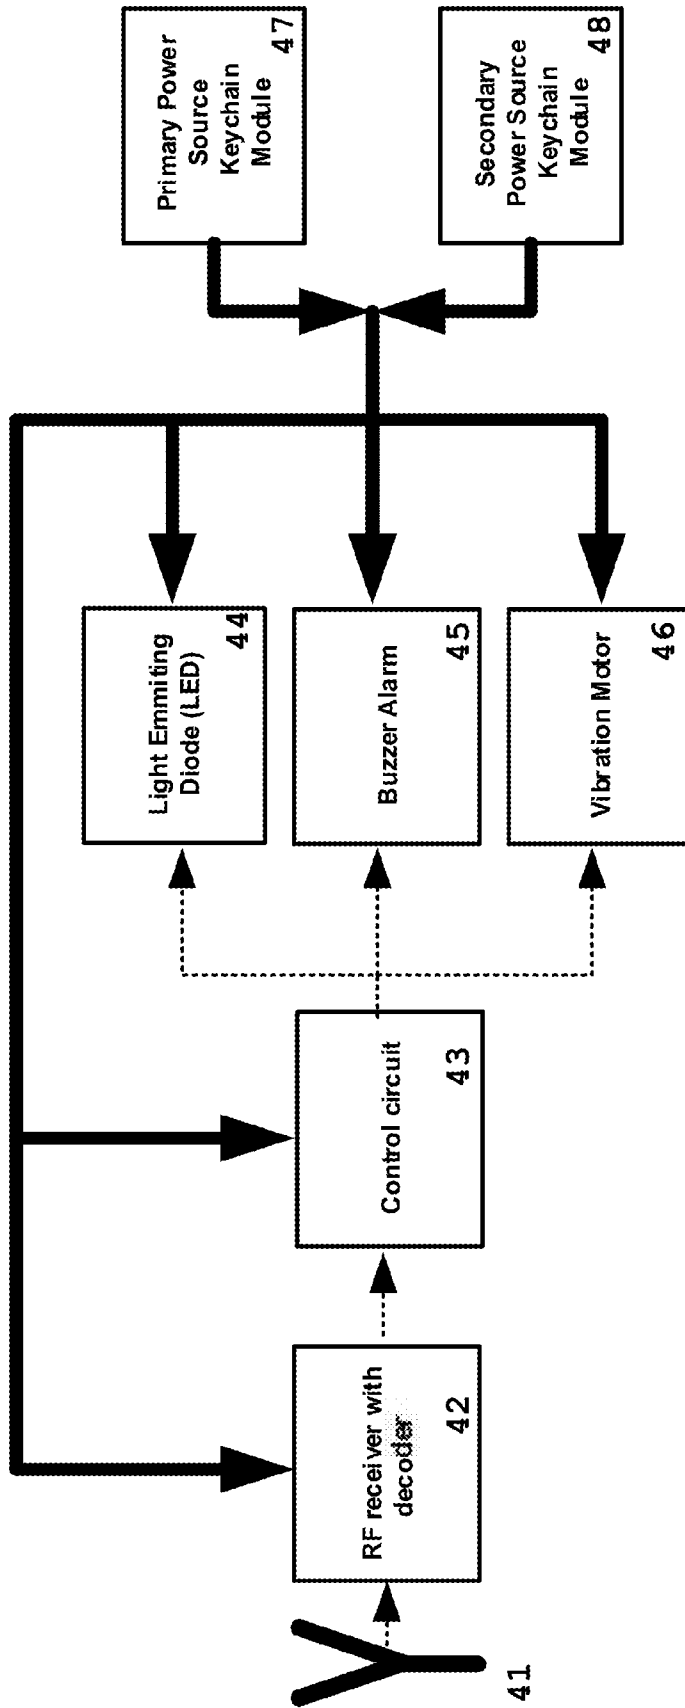 41
RF receiver with
decoder
42
Control circuit
43
Light Emmiting
Diode (LED)
44
Buzzer Alarm
45
Vibration Motor
46
Primary Power
Source
Keychain
Module
47
Secondary
Power Source
Keychain
Module
48